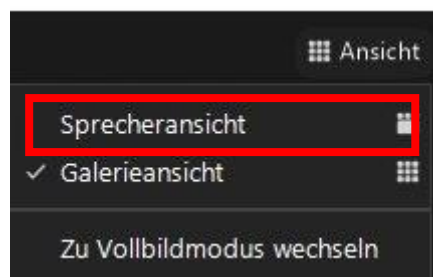 Ansicht
Sprecheransicht
Galerieansicht
Zu Vollbildmodus wechseln